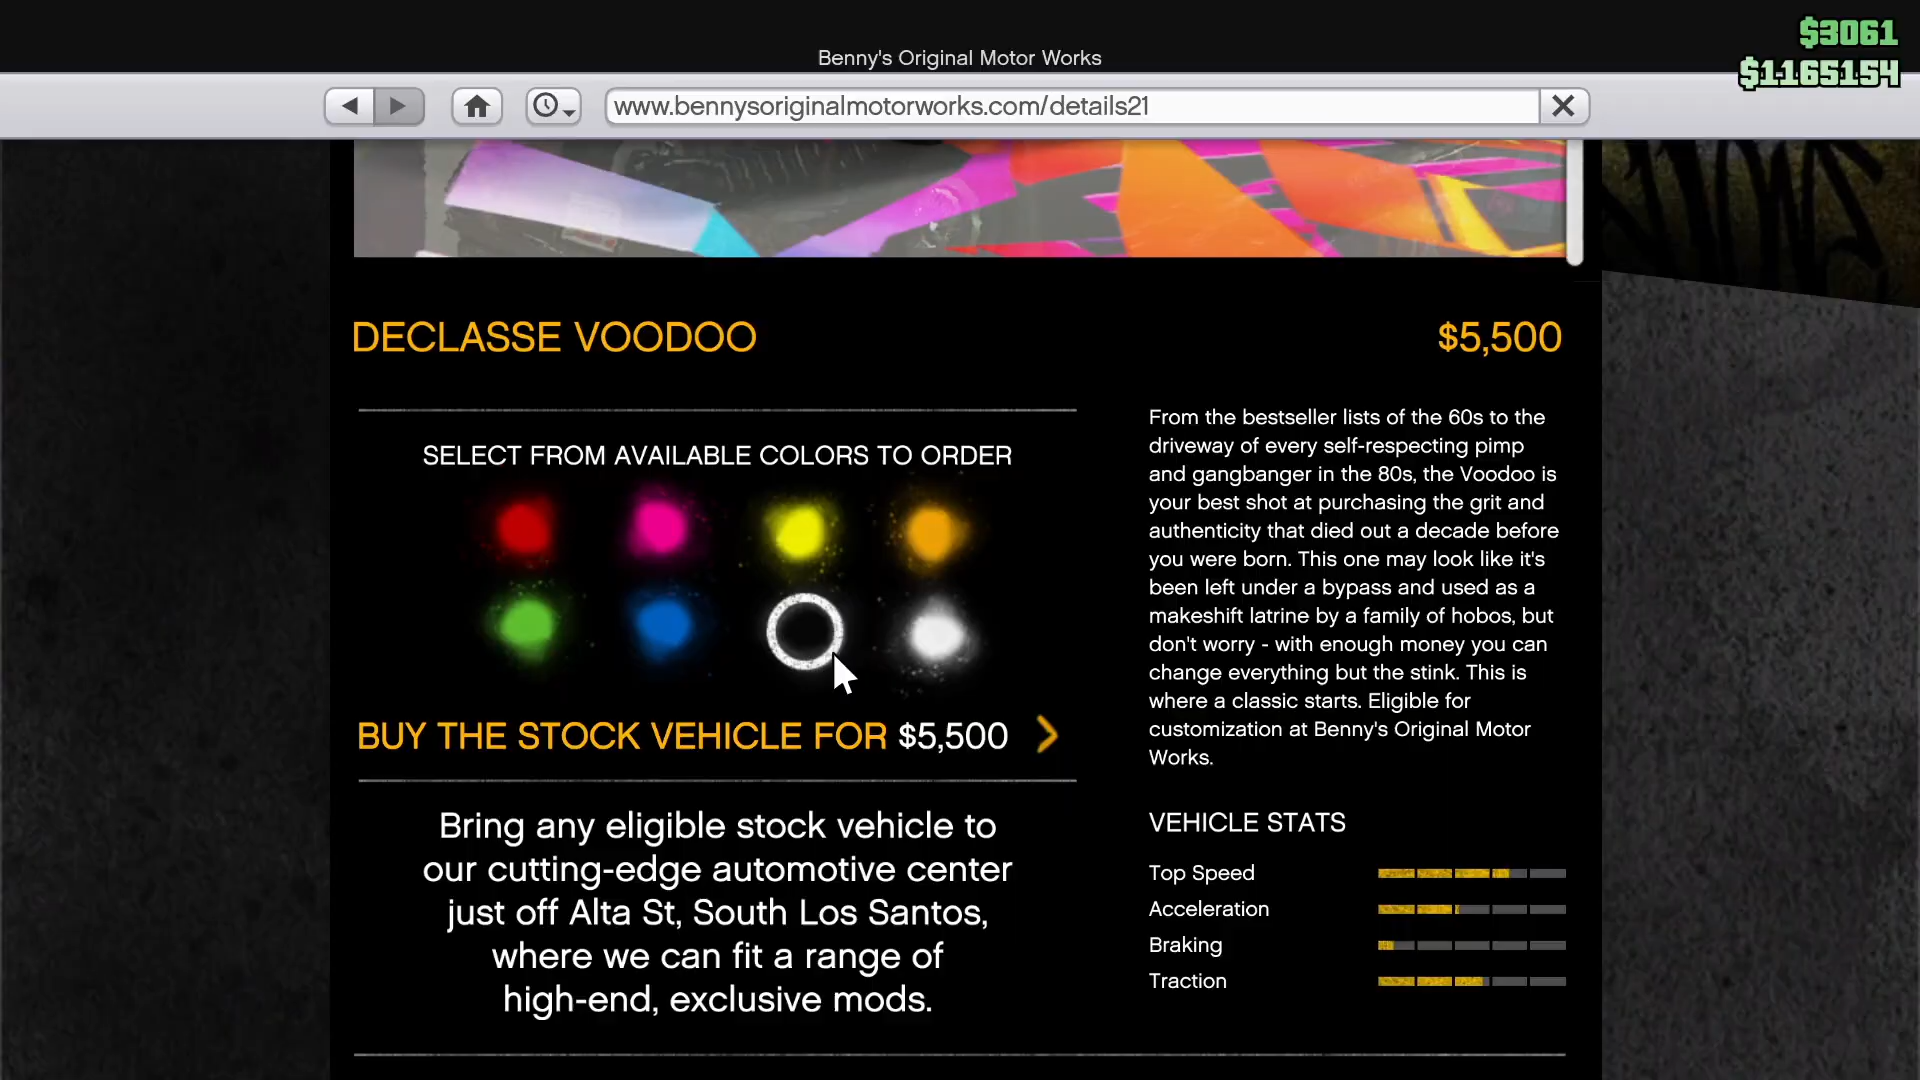 $3061
Benny's Original Motor Works
$1165154
www.bennysoriginalmotorworks.com/details21
DECLASSE VOODOO
$5,500
SELECT FROM AVAILABLE COLORS TO ORDER
BUY THE STOCK VEHICLE FOR $5,500
Bring any eligible stock vehicle to
our cutting-edge automotive center
just off Alta St, South Los Santos,
where we can fit a range of
high-end, exclusive mods.
From the bestseller lists of the 60s to the
driveway of every self-respecting pimp
and gangbanger in the 80s, the Voodoo is
your best shot at purchasing the grit and
authenticity that died out a decade before
you were born. This one may look like it's
been left under a bypass and used as a
makeshift latrine by a family of hobos, but
don't worry - with enough money you can
change everything but the stink. This is
where a classic starts. Eligible for
customization at Benny's Original Motor
Works.
VEHICLE STATS
Top Speed
Acceleration
Braking
Traction